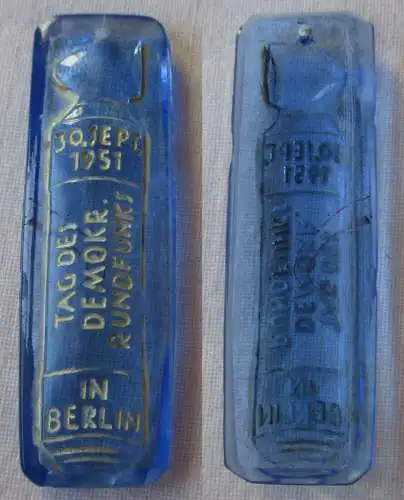 30. SEPT.
1951
TAG DES
DEMOKR.
RUNDFUNKS
IN
BERLIN